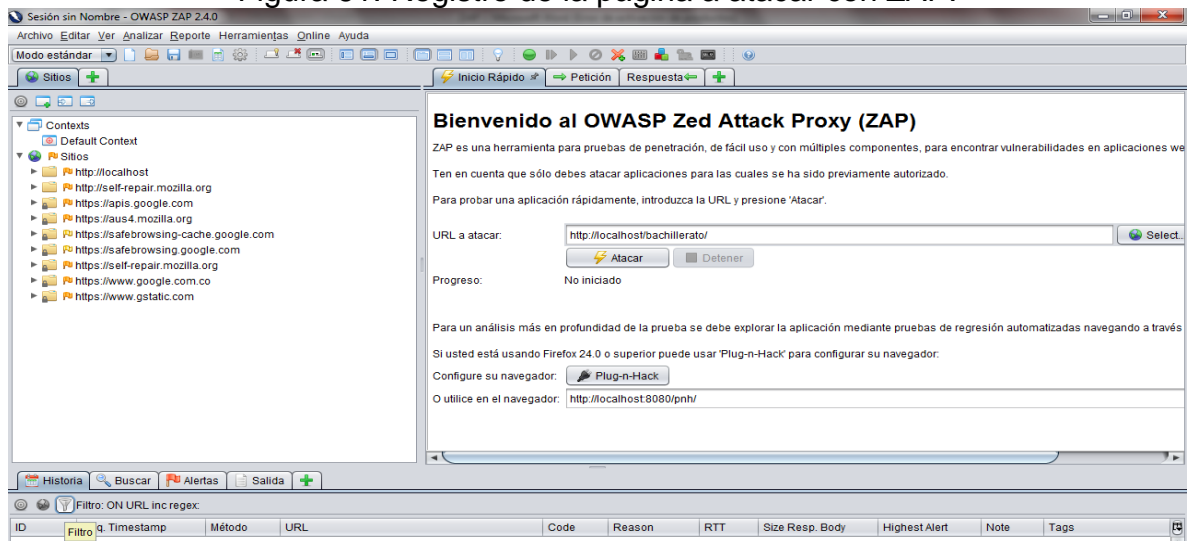 Sesión sin Nombre - OWASP ZAP 2.4.0
Archivo Editar Ver Analizar Reporte Herramientas Online Ayuda
Modo estándar
Sitios
Inicio Rápido Petición Respuesta
Contexts
Default Context
Sitios
http://localhost
http://self-repair.mozilla.org
https://apis.google.com
https://aus4.mozilla.org
https://safebrowsing-cache.google.com
https://safebrowsing.google.com
https://self-repair.mozilla.org
https://www.google.com.co
https://www.gstatic.com
Bienvenido al OWASP Zed Attack Proxy (ZAP)
ZAP es una herramienta para pruebas de penetración, de fácil uso y con múltiples componentes, para encontrar vulnerabilidades en aplicaciones we
Ten en cuenta que sólo debes atacar aplicaciones para las cuales se ha sido previamente autorizado.
Para probar una aplicación rápidamente, introduzca la URL y presione 'Atacar'.
URL a atacar: http://localhost/bachillerato/ Select..
Atacar Detener
Progreso: No iniciado
Para un análisis más en profundidad de la prueba se debe explorar la aplicación mediante pruebas de regresión automatizadas navegando a través
Si usted está usando Firefox 24.0 o superior puede usar 'Plug-n-Hack' para configurar su navegador:
Configure su navegador: Plug-n-Hack
O utilice en el navegador: http://localhost:8080/pnh/
Historia Buscar Alertas Salida
Filtro: ON URL inc regex:
ID Filtro q. Timestamp Método URL Code Reason RTT Size Resp. Body Highest Alert Note Tags